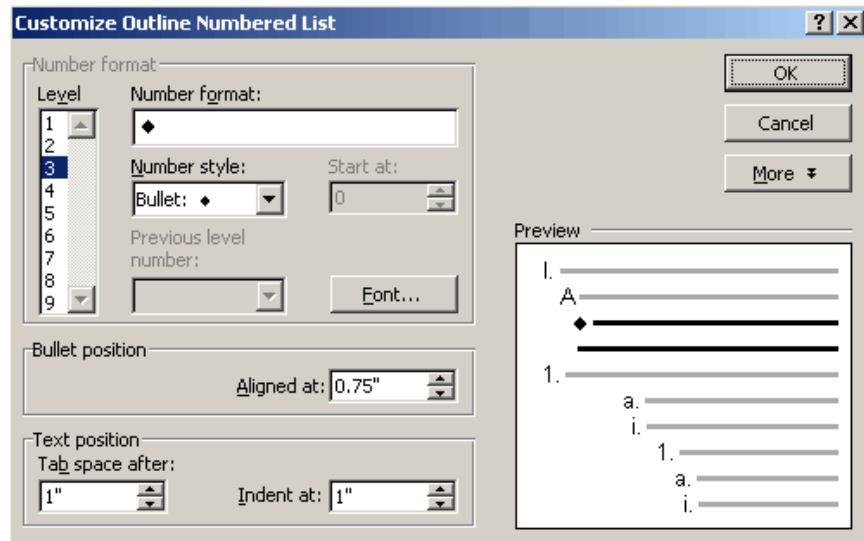 Customize Outline Numbered List
Number format
Level
Number format:
1
2
3
4
5
6
7
8
9
◆
Number style:
Start at:
Bullet: ◆
0
Previous level
number:
Font...
Bullet position
Aligned at: 0.75"
Text position
Tab space after:
1"
Indent at: 1"
OK
Cancel
More
Preview
I.
A
◆
1.
a.
i.
1.
a.
i.